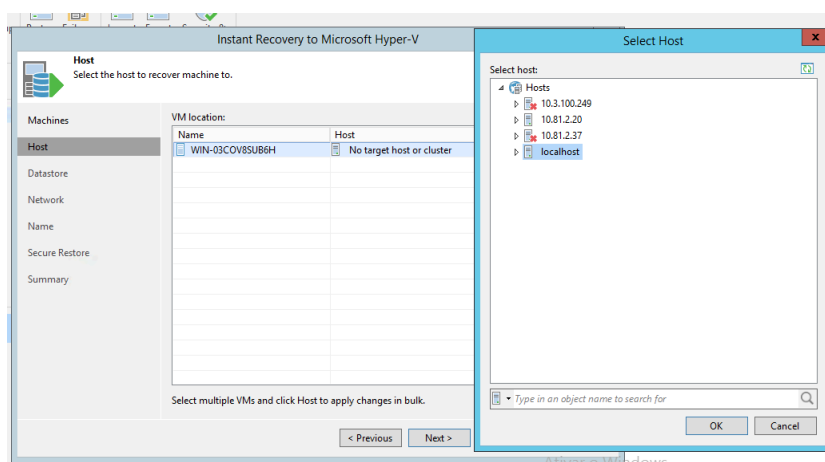 Instant Recovery to Microsoft Hyper-V
Host
Select the host to recover machine to.
Machines
Host
Datastore
Network
Name
Secure Restore
Summary
VM location:
Name Host
WIN-03COV8SUB6H No target host or cluster
Select multiple VMs and click Host to apply changes in bulk.
< Previous Next >
Select Host
x
Select host:
Hosts
10.3.100.249
10.81.2.20
10.81.2.37
localhost
Type in an object name to search for
OK Cancel